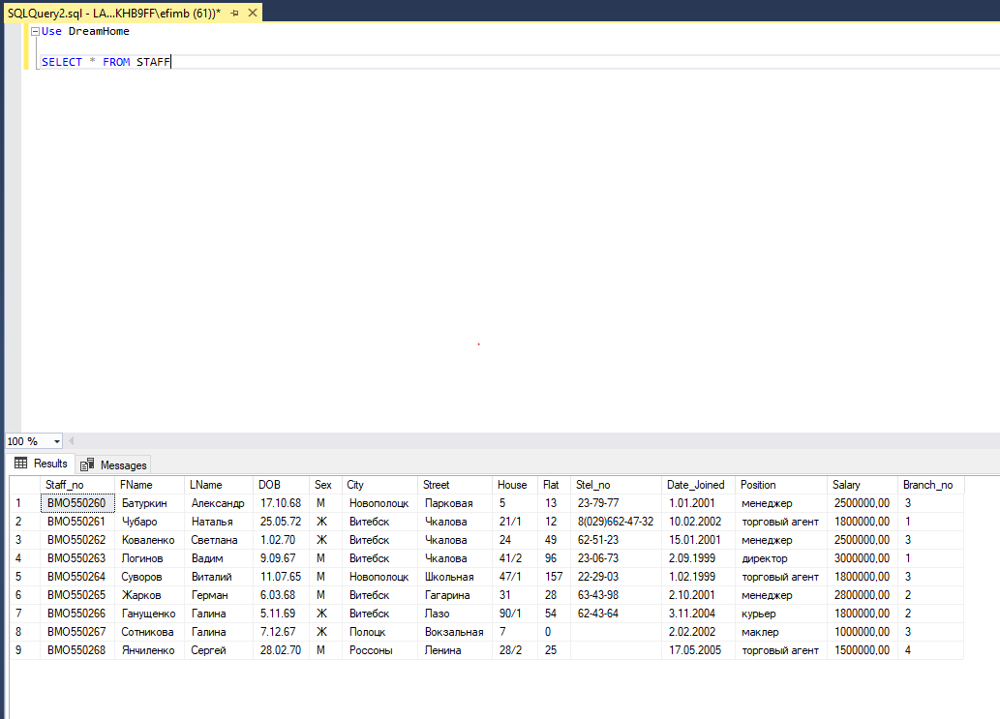 SQLQuery2.sql - LA...KHB9FF\efimb (61))*
Use DreamHome
SELECT * FROM STAFF
100 %
Results Messages
Staff_no FName LName DOB Sex City Street House Flat Stel_no Date_Joined Position Salary Branch_no
1 BMO550260 Батуркин Александр 17.10.68 М Новополоцк Парковая 5 13 23-79-77 1.01.2001 менеджер 2500000,00 3
2 BMO550261 Чубаро Наталья 25.05.72 Ж Витебск Чкалова 21/1 12 8(029)662-47-32 10.02.2002 торговый агент 1800000,00 1
3 BMO550262 Коваленко Светлана 1.02.70 Ж Витебск Чкалова 24 49 62-51-23 15.01.2001 менеджер 2500000,00 3
4 BMO550263 Логинов Вадим 9.09.67 М Витебск Чкалова 41/2 96 23-06-73 2.09.1999 директор 3000000,00 1
5 BMO550264 Суворов Виталий 11.07.65 М Новополоцк Школьная 47/1 157 22-29-03 1.02.1999 торговый агент 1800000,00 3
6 BMO550265 Жарков Герман 6.03.68 М Витебск Гагарина 31 28 63-43-98 2.10.2001 менеджер 2800000,00 2
7 BMO550266 Ганущенко Галина 5.11.69 Ж Витебск Лазо 90/1 54 62-43-64 3.11.2004 курьер 1800000,00 2
8 BMO550267 Сотникова Галина 7.12.67 Ж Полоцк Вокзальная 7 0 2.02.2002 маклер 1000000,00 3
9 BMO550268 Янчиленко Сергей 28.02.70 М Россоны Ленина 28/2 25 17.05.2005 торговый агент 1500000,00 4